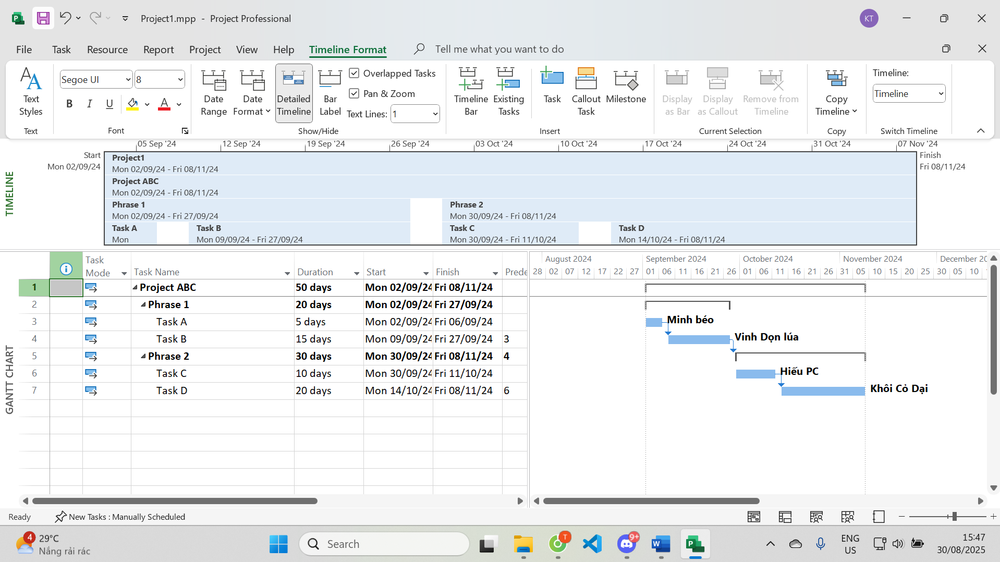 Project1.mpp - Project Professional
KT
File Task Resource Report Project View Help Timeline Format Tell me what you want to do
Text Styles
Text
Segoe UI 8
B I U A
Font
Date Range
Date Format
Detailed Timeline
Bar Label
Overlapped Tasks
Pan & Zoom
Text Lines: 1
Show/Hide
Timeline Bar
Existing Tasks
Task
Callout Task
Milestone
Insert
Display as Bar
Display as Callout
Remove from Timeline
Current Selection
Copy Timeline
Copy
Timeline:
Timeline
Switch Timeline
TIMELINE
05 Sep '24 12 Sep '24 19 Sep '24 26 Sep '24 03 Oct '24 10 Oct '24 17 Oct '24 24 Oct '24 31 Oct '24 07 Nov '24
Start
Mon 02/09/24
Finish
Fri 08/11/24
Project1
Mon 02/09/24 - Fri 08/11/24
Project ABC
Mon 02/09/24 - Fri 08/11/24
Phrase 1
Mon 02/09/24 - Fri 27/09/24
Phrase 2
Mon 30/09/24 - Fri 08/11/24
Task A
Mon
Task B
Mon 09/09/24 - Fri 27/09/24
Task C
Mon 30/09/24 - Fri 11/10/24
Task D
Mon 14/10/24 - Fri 08/11/24
GANTT CHART
Task Mode Task Name Duration Start Finish Prede
1 Project ABC 50 days Mon 02/09/24 Fri 08/11/24
2 Phrase 1 20 days Mon 02/09/24 Fri 27/09/24
3 Task A 5 days Mon 02/09/24 Fri 06/09/24
4 Task B 15 days Mon 09/09/24 Fri 27/09/24 3
5 Phrase 2 30 days Mon 30/09/24 Fri 08/11/24 4
6 Task C 10 days Mon 30/09/24 Fri 11/10/24
7 Task D 20 days Mon 14/10/24 Fri 08/11/24 6
August 2024 September 2024 October 2024 November 2024 December 20
28 02 07 12 17 22 27 01 06 11 16 21 26 01 06 11 16 21 26 31 05 10 15 20 25 30 05 10
Minh béo
Vinh Dọn lúa
Hiếu PC
Khôi Cỏ Dại
Ready New Tasks : Manually Scheduled
4
29°C
Nắng rải rác
Search
T
9+
ENG
US
15:47
30/08/2025